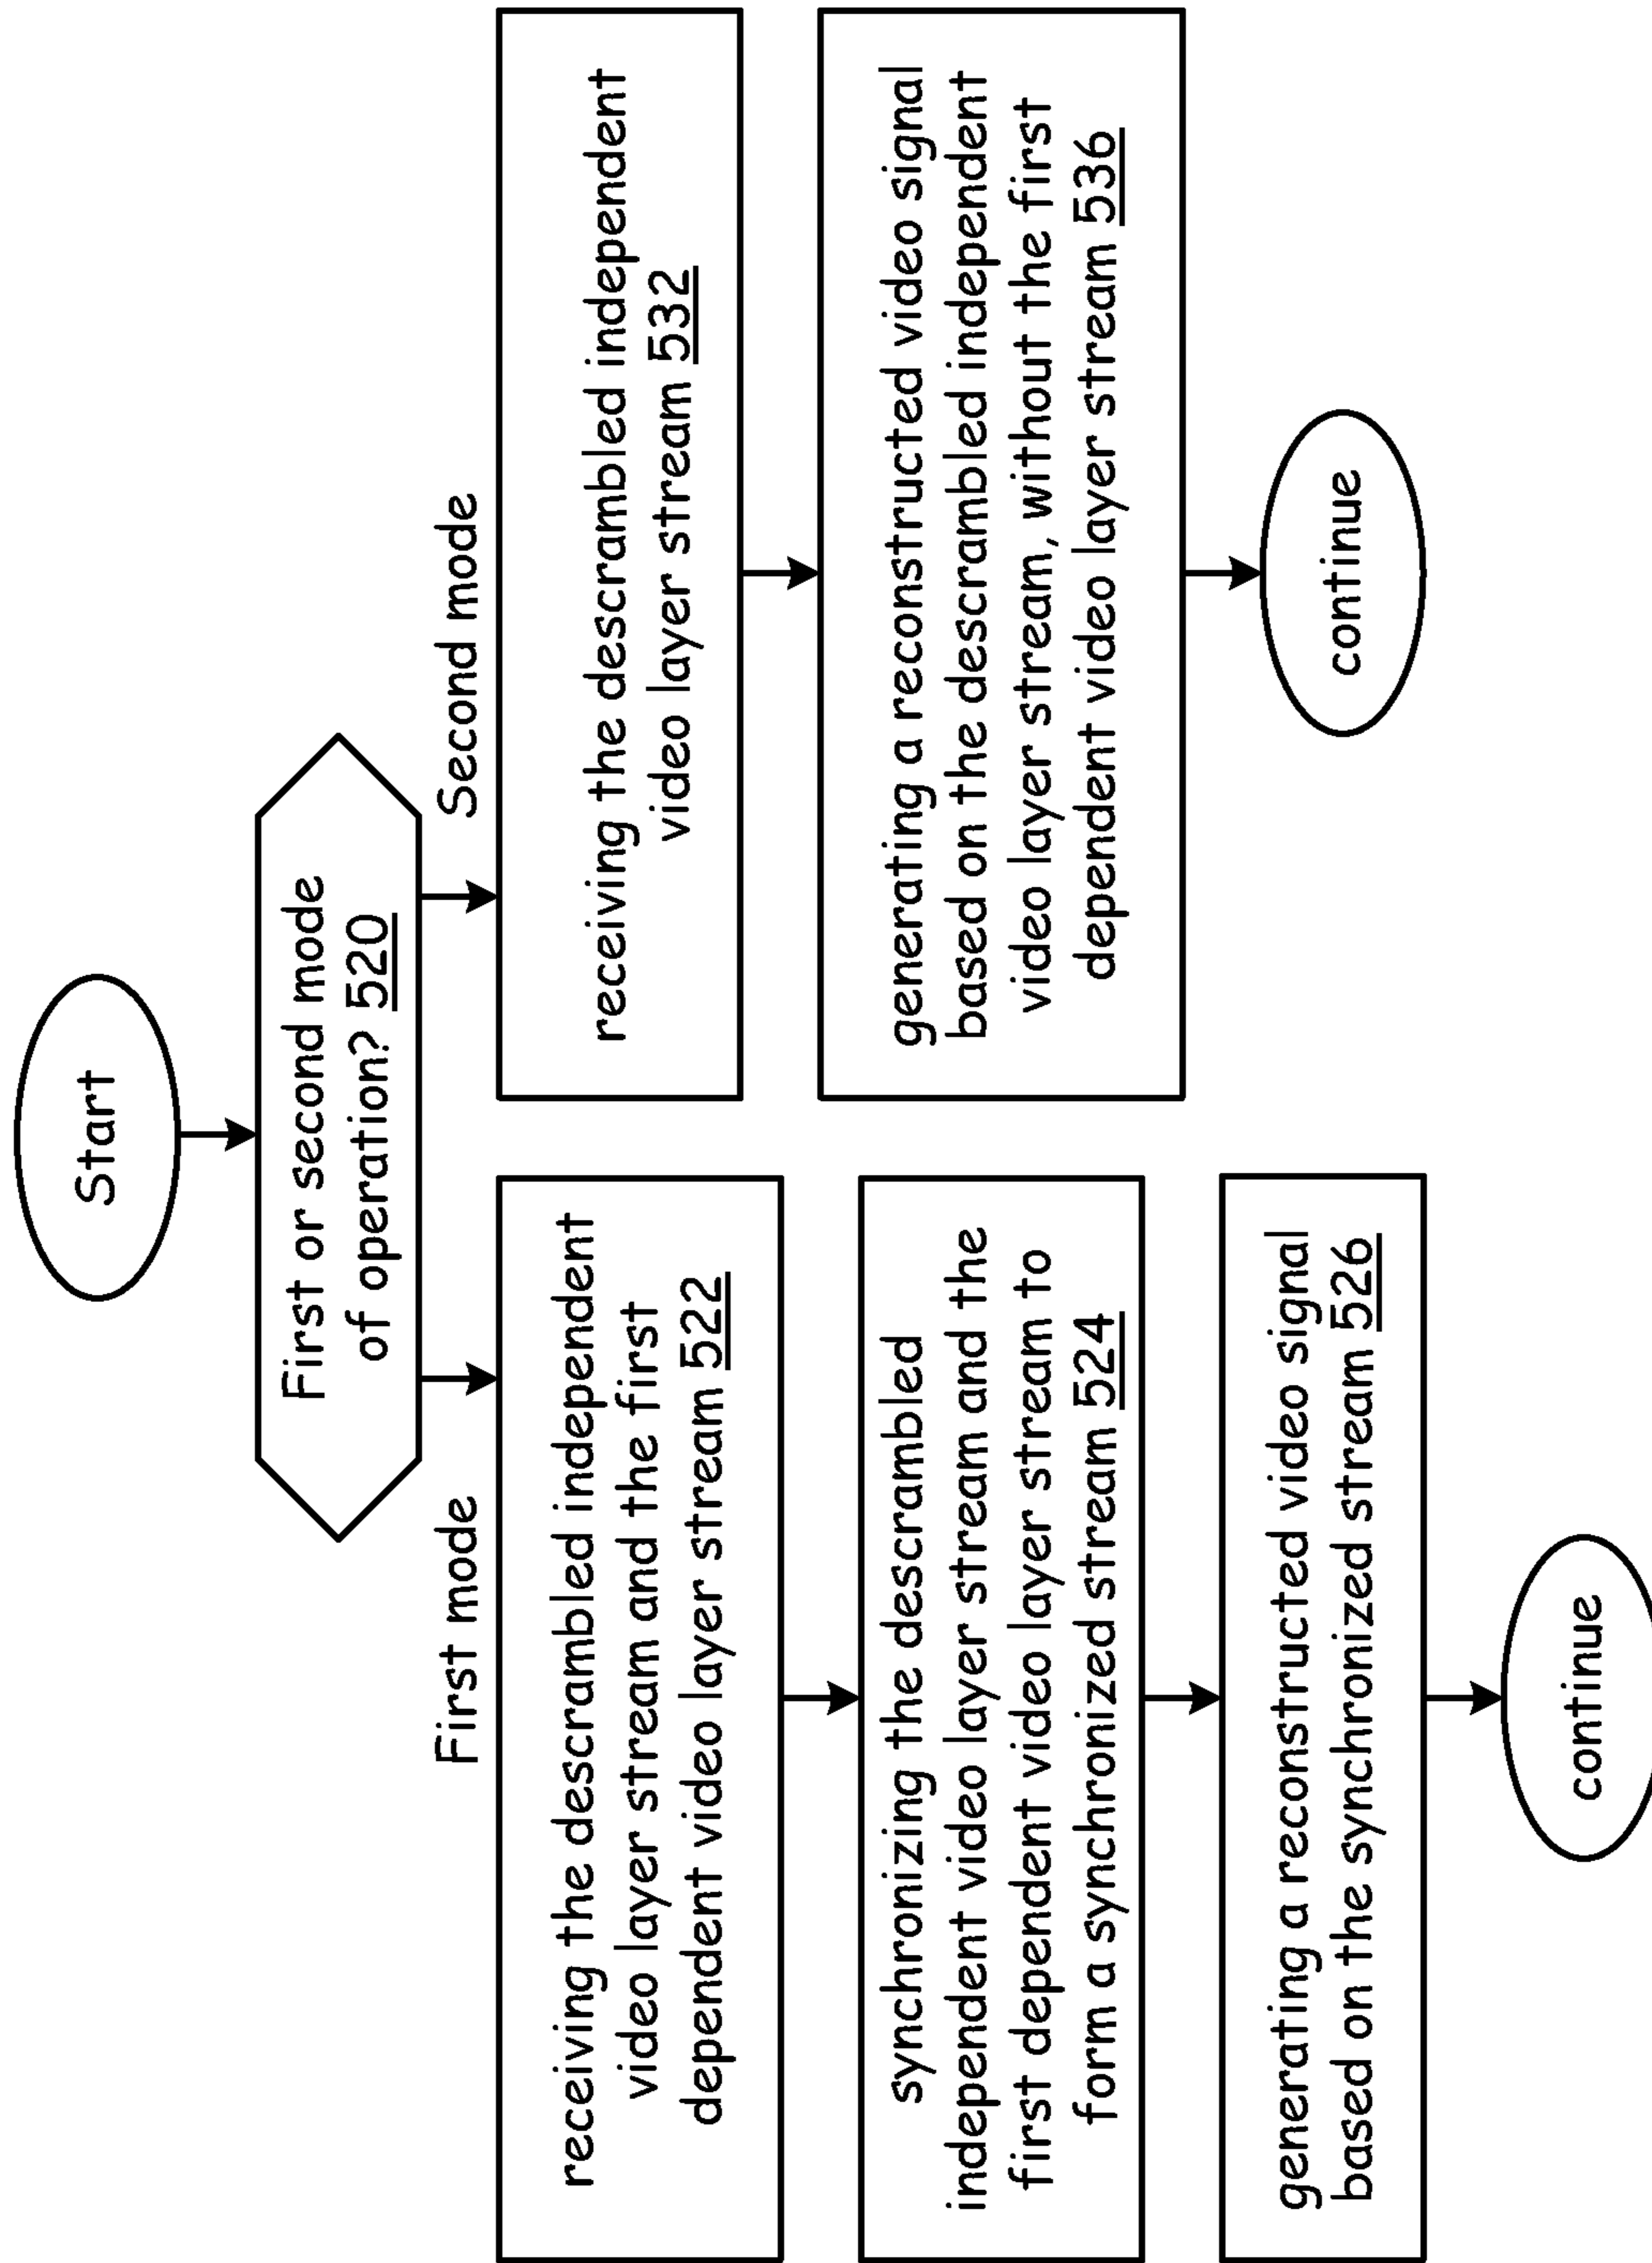 Start
First or second mode
of operation? 520
First mode
receiving the descrambled independent
video layer stream and the first
dependent video layer stream 522
synchronizing the descrambled
independent video layer stream and the
first dependent video layer stream to
form a synchronized stream 524
generating a reconstructed video signal
based on the synchronized stream 526
continue
Second mode
receiving the descrambled independent
video layer stream 532
generating a reconstructed video signal
based on the descrambled independent
video layer stream, without the first
dependent video layer stream 536
continue